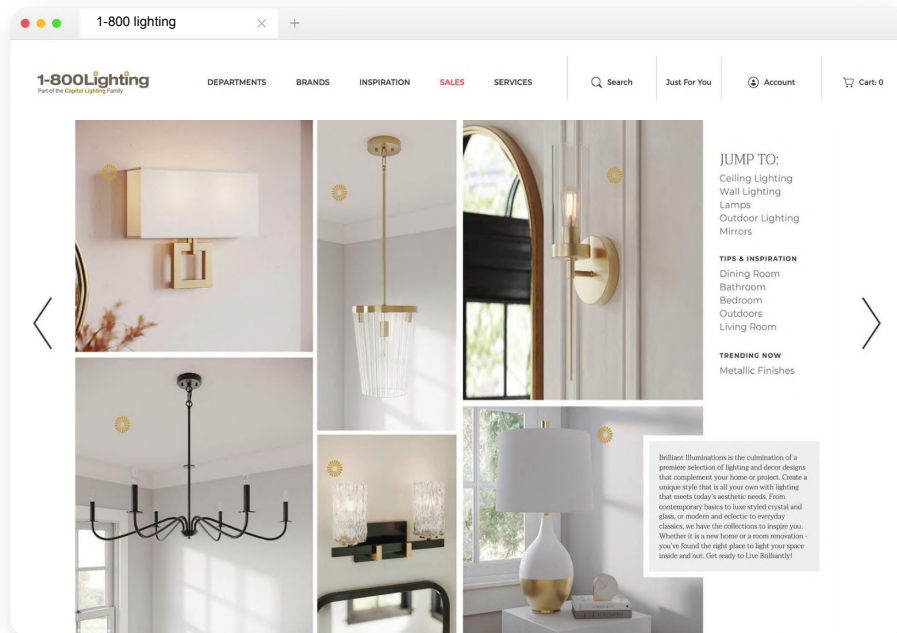 1-800 lighting
1-800Lighting
Part of the Capitol Lighting Family
DEPARTMENTS BRANDS INSPIRATION SALES SERVICES Search Just For You Account Cart: 0
JUMP TO:
Ceiling Lighting
Wall Lighting
Lamps
Outdoor Lighting
Mirrors
TIPS & INSPIRATION
Dining Room
Bathroom
Bedroom
Outdoors
Living Room
TRENDING NOW
Metallic Finishes
Brilliant Illuminations is the culmination of a
premiere selection of lighting and decor designs
that complement your home or project. Create a
unique style that is all your own with lighting
that meets today's aesthetic needs. From
contemporary basics to luxe styled crystal and
glass, or modern and eclectic to everyday
classics, we have the collections to inspire you.
Whether it is a new home or a room renovation -
you've found the right place to light your space
inside and out. Get ready to Live Brilliantly!